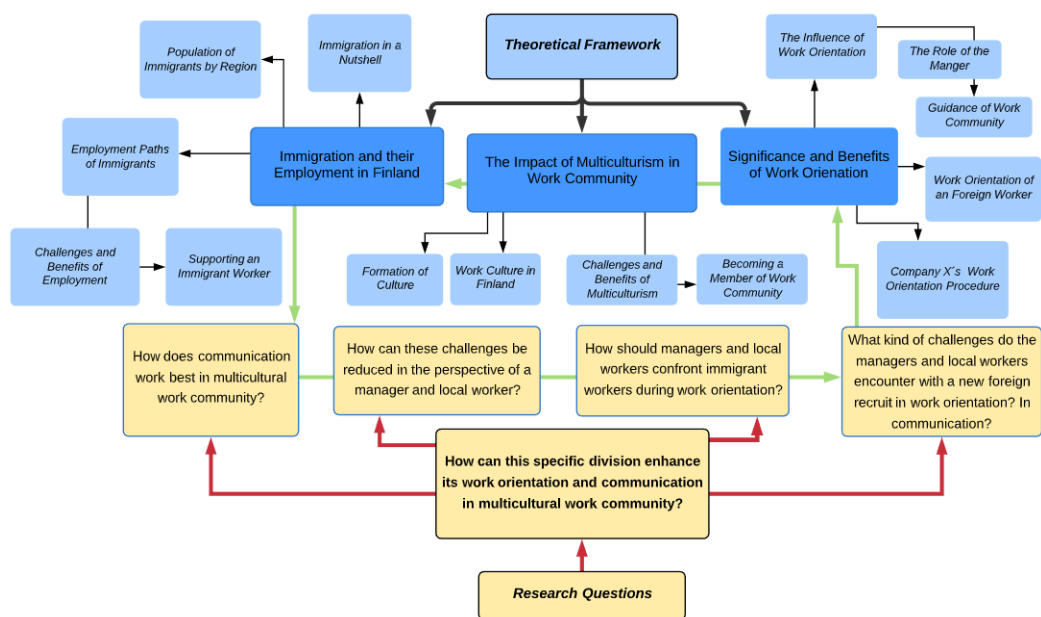 Theoretical Framework
Population of
Immigrants by Region
Immigration in a
Nutshell
The Influence of
Work Orientation
The Role of the
Manger
Guidance of Work
Community
Employment Paths
of Immigrants
Immigration and their
Employment in Finland
The Impact of Multiculturism in
Work Community
Significance and Benefits
of Work Orienation
Work Orientation of
an Foreign Worker
Challenges and
Benefits of
Employment
Supporting an
Immigrant Worker
Formation of
Culture
Work Culture in
Finland
Challenges and
Benefits of
Multiculturism
Becoming a
Member of Work
Community
Company X´s Work
Orientation Procedure
How does communication
work best in multicultural
work community?
How can these challenges be
reduced in the perspective of a
manager and local worker?
How should managers and local
workers confront immigrant
workers during work orientation?
What kind of challenges do the
managers and local workers
encounter with a new foreign
recruit in work orientation? In
communication?
How can this specific division enhance
its work orientation and communication
in multicultural work community?
Research Questions